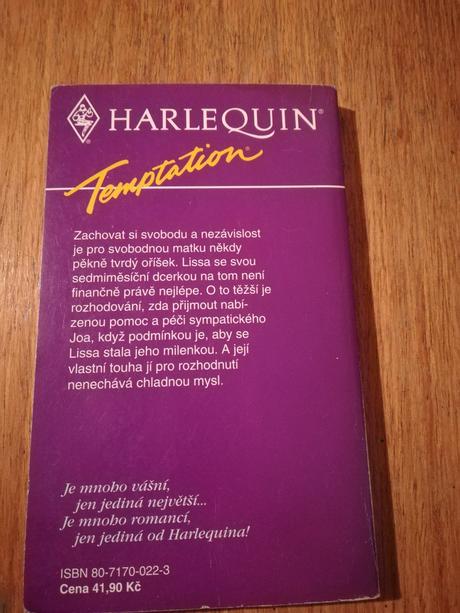 HARLEQUIN®
Temptation®
Zachovat si svobodu a nezávislost
je pro svobodnou matku někdy
pěkně tvrdý oříšek. Lissa se svou
sedmiměsíční dcerkou na tom není
finančně právě nejlépe. O to těžší je
rozhodování, zda přijmout nabí-
zenou pomoc a péči sympatického
Joa, když podmínkou je, aby se
Lissa stala jeho milenkou. A její
vlastní touha jí pro rozhodnutí
nenechává chladnou mysl.
Je mnoho vášní,
jen jediná největší...
Je mnoho romancí,
jen jediná od Harlequina!
ISBN 80-7170-022-3
Cena 41,90 Kč